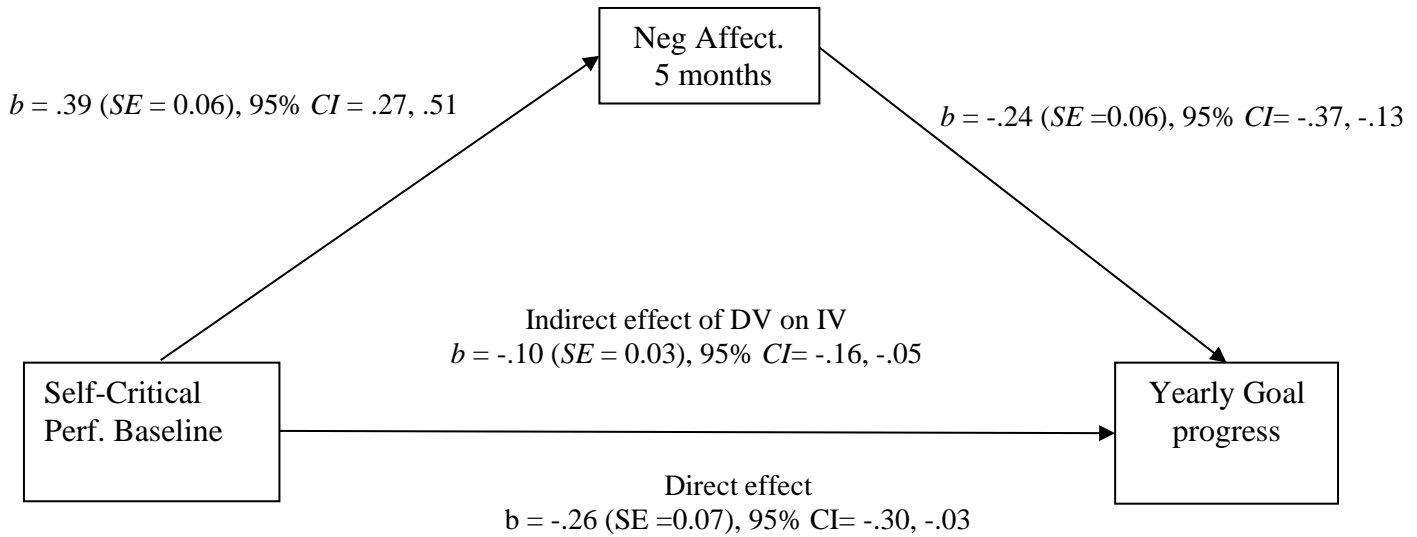 Neg Affect.
5 months
b = .39 (SE = 0.06), 95% CI = .27, .51
b = -.24 (SE =0.06), 95% CI= -.37, -.13
Indirect effect of DV on IV
b = -.10 (SE = 0.03), 95% CI= -.16, -.05
Self-Critical
Perf. Baseline
Yearly Goal
progress
Direct effect
b = -.26 (SE =0.07), 95% CI= -.30, -.03